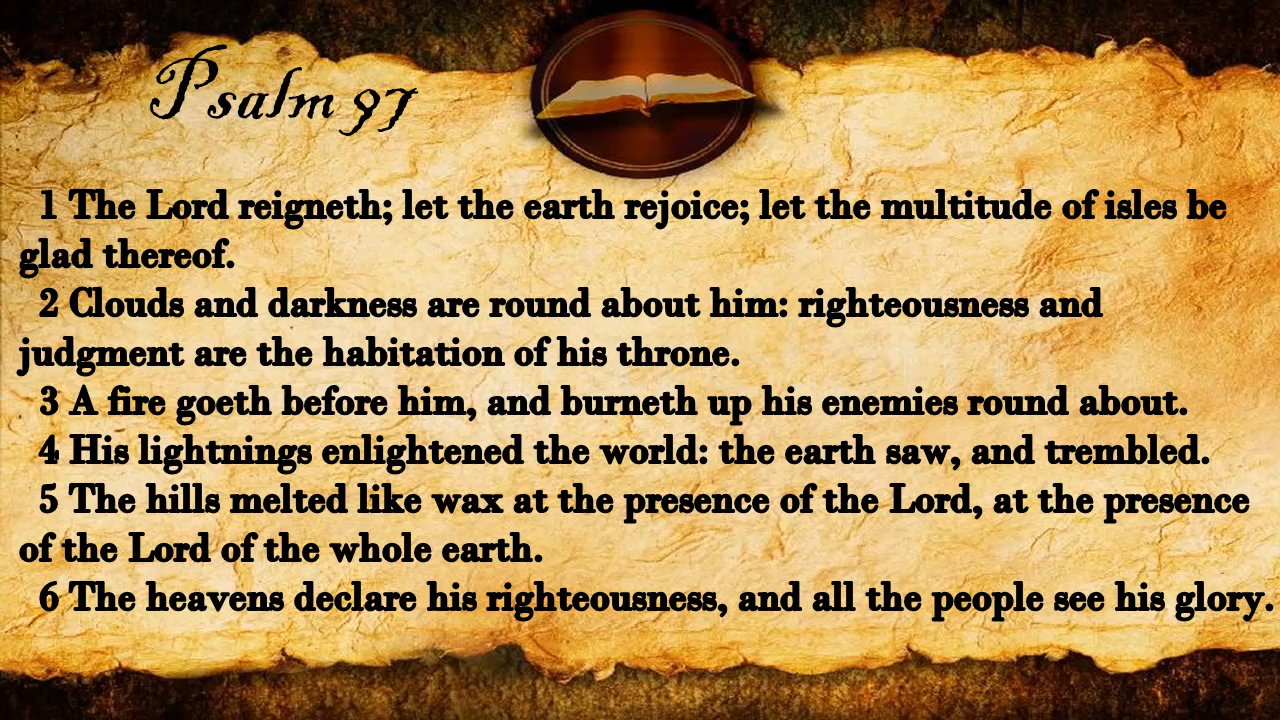 Psalm 97
1 The Lord reigneth; let the earth rejoice; let the multitude of isles be
glad thereof.
2 Clouds and darkness are round about him: righteousness and
judgment are the habitation of his throne.
3 A fire goeth before him, and burneth up his enemies round about.
4 His lightnings enlightened the world: the earth saw, and trembled.
5 The hills melted like wax at the presence of the Lord, at the presence
of the Lord of the whole earth.
6 The heavens declare his righteousness, and all the people see his glory.